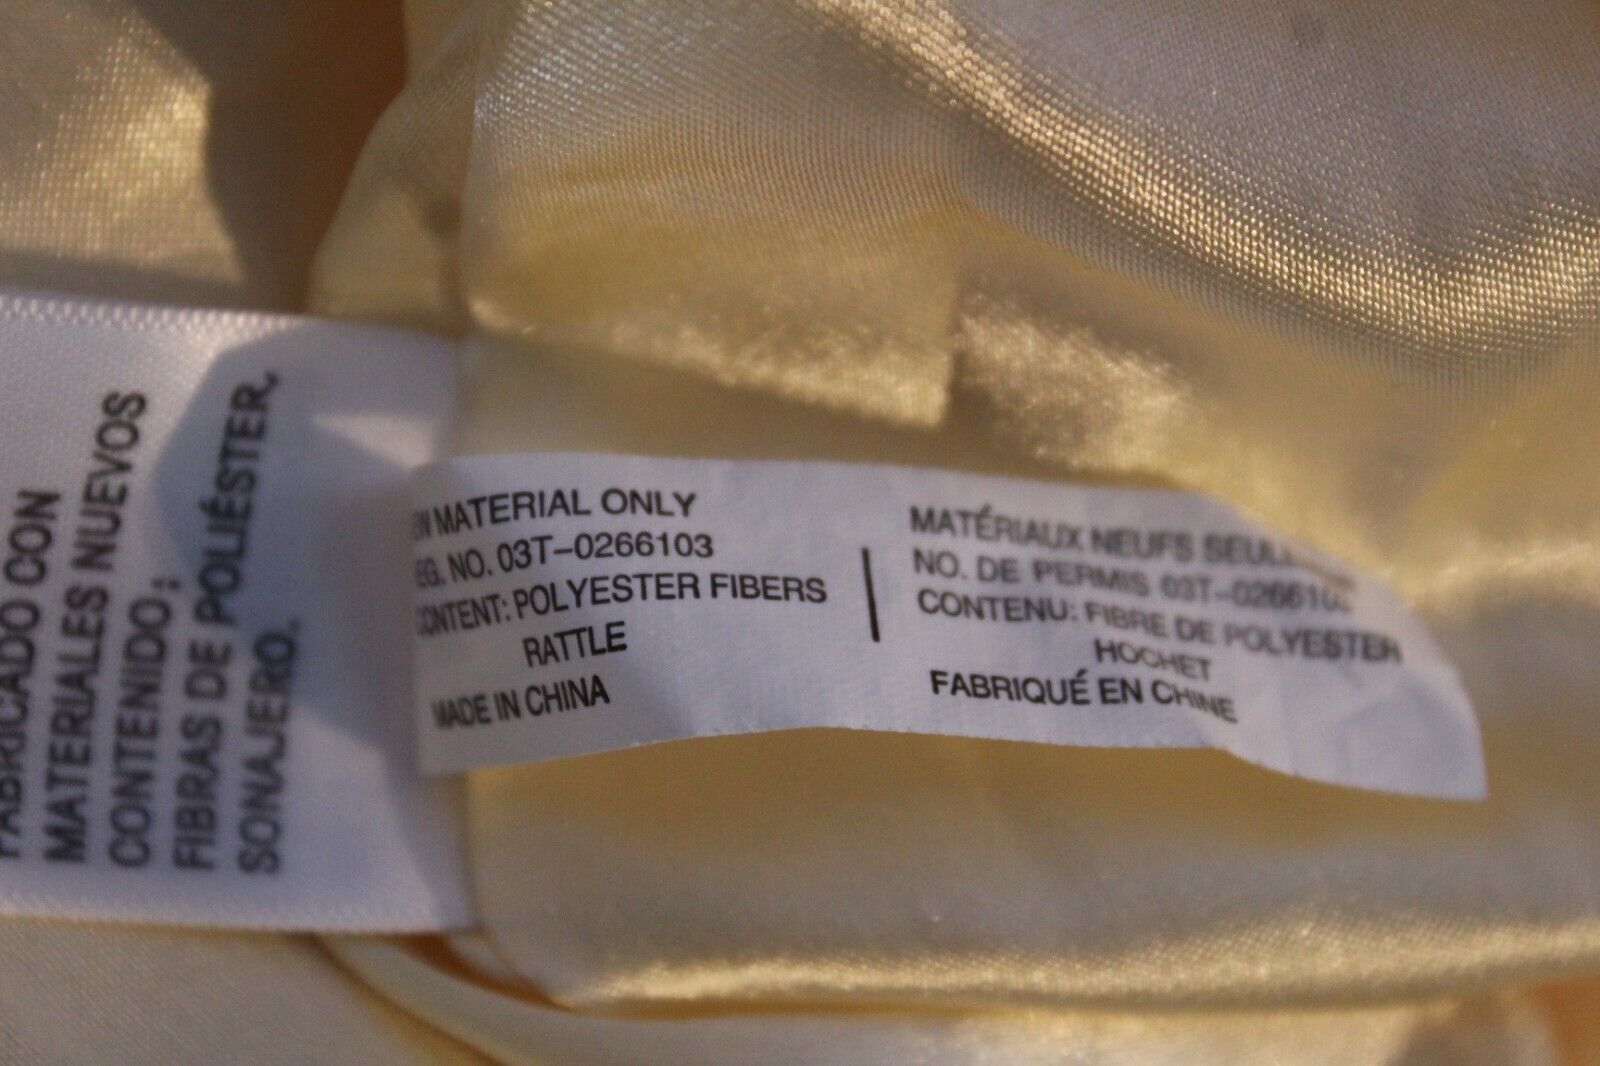 FABRICADO CON
MATERIALES NUEVOS
CONTENIDO:
FIBRAS DE POLIÉSTER,
SONAJERO.
MATERIAL ONLY
NO. 03T-0266103
CONTENT: POLYESTER FIBERS
RATTLE
MADE IN CHINA
MATÉRIAUX NEUFS
NO. DE PERMIS
CONTENU: FIBRE DE POLYESTER
HOCHET
FABRIQUÉ EN CHINE